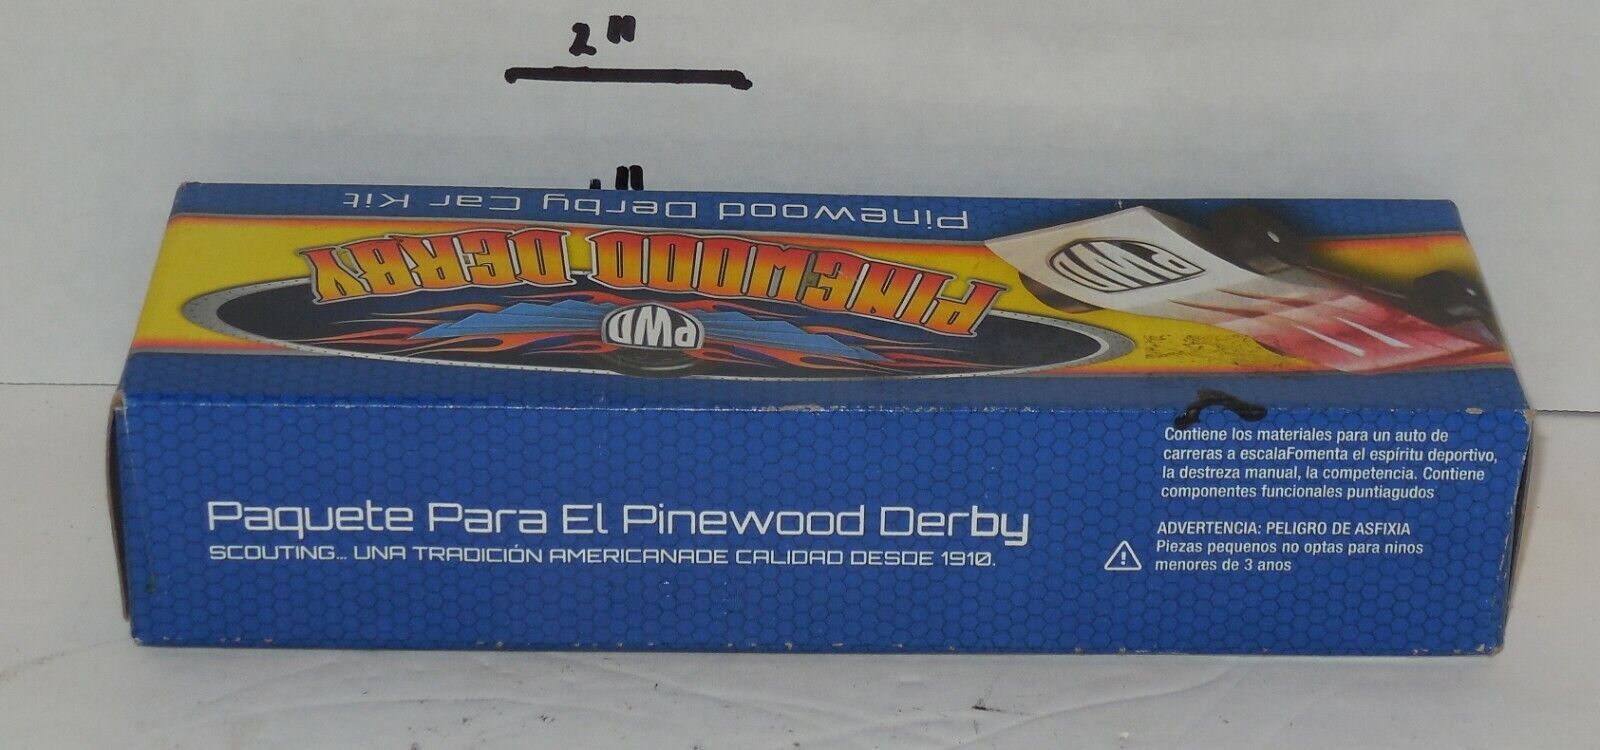 2"
"
Pinewood Derby Car Kit
PINEWOOD DERBY
PWD
PWD
Contiene los materiales para un auto de
carreras a escalaFomenta el espíritu deportivo,
la destreza manual, la competencia. Contiene
componentes funcionales puntiagudos
Paquete Para El Pinewood Derby
SCOUTING... UNA TRADICIÓN AMERICANADE CALIDAD DESDE 1910.
ADVERTENCIA: PELIGRO DE ASFIXIA
Piezas pequenos no optas para ninos
menores de 3 anos